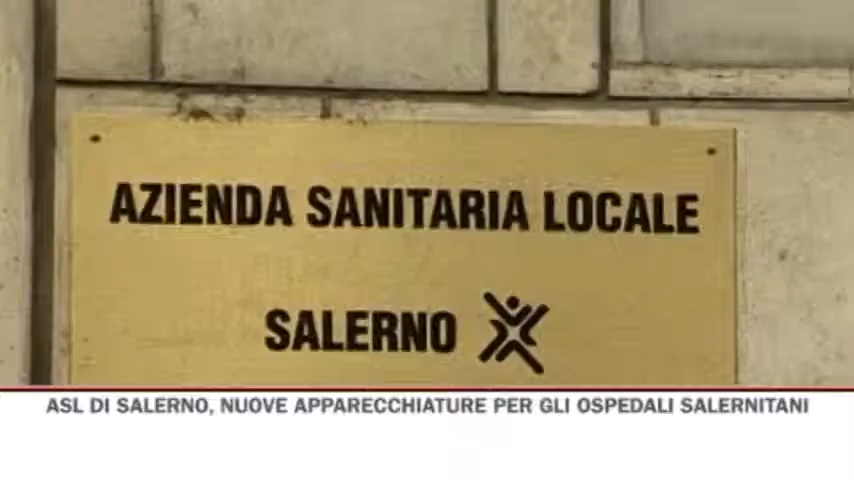 AZIENDA SANITARIA LOCALE
SALERNO
ASL DI SALERNO, NUOVE APPARECCHIATURE PER GLI OSPEDALI SALERNITANI